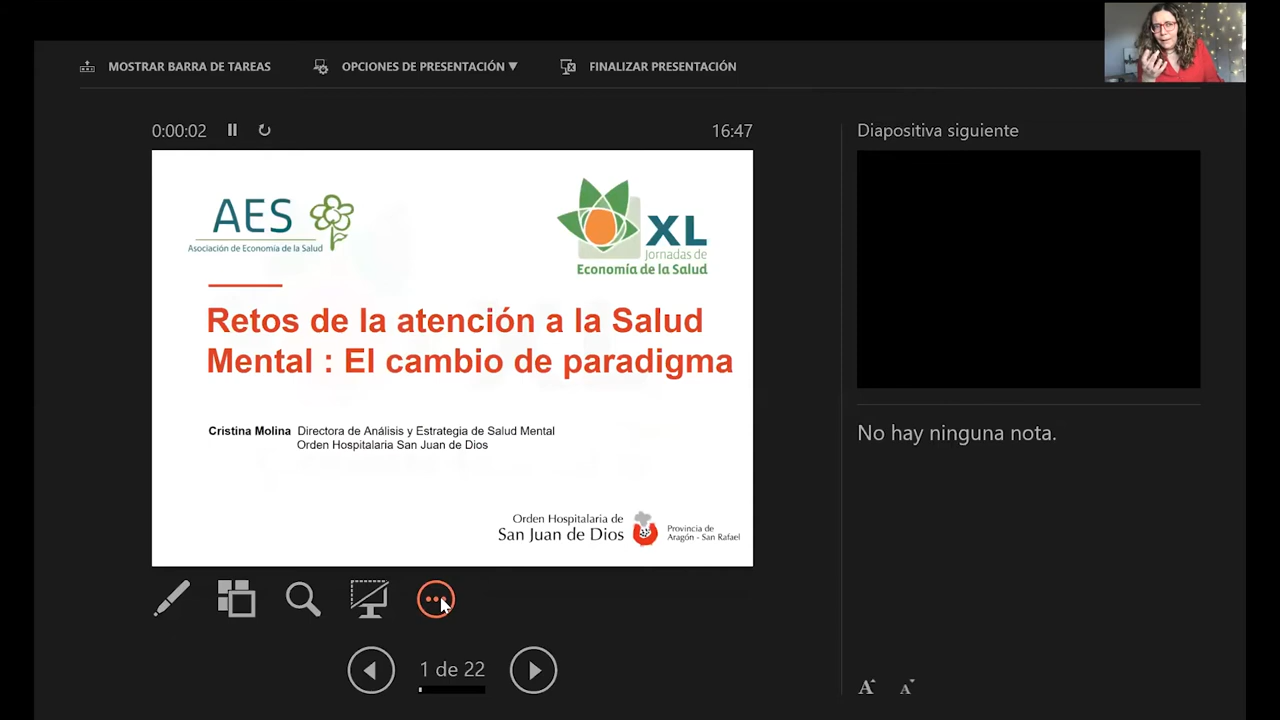 MOSTRAR BARRA DE TAREAS
OPCIONES DE PRESENTACIÓN ▼
FINALIZAR PRESENTACIÓN
0:00:02
16:47
AES
Asociación de Economía de la Salud
XL
Jornadas de
Economía de la Salud
Retos de la atención a la Salud
Mental : El cambio de paradigma
Cristina Molina Directora de Análisis y Estrategia de Salud Mental
Orden Hospitalaria San Juan de Dios
Orden Hospitalaria de
San Juan de Dios
Provincia de
Aragón - San Rafael
1 de 22
Diapositiva siguiente
No hay ninguna nota.
A A